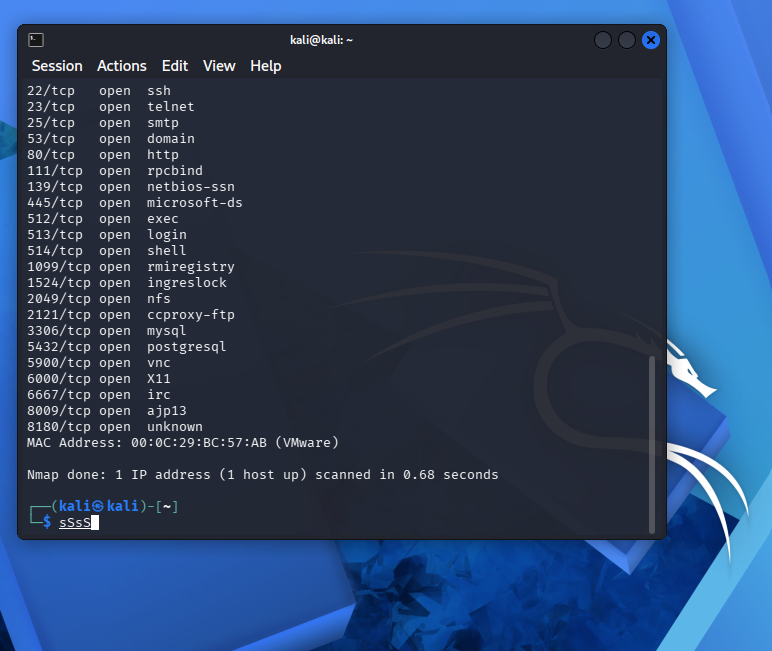 kali@kali: ~
Session Actions Edit View Help
22/tcp   open  ssh
23/tcp   open  telnet
25/tcp   open  smtp
53/tcp   open  domain
80/tcp   open  http
111/tcp  open  rpcbind
139/tcp  open  netbios-ssn
445/tcp  open  microsoft-ds
512/tcp  open  exec
513/tcp  open  login
514/tcp  open  shell
1099/tcp open  rmiregistry
1524/tcp open  ingreslock
2049/tcp open  nfs
2121/tcp open  ccproxy-ftp
3306/tcp open  mysql
5432/tcp open  postgresql
5900/tcp open  vnc
6000/tcp open  X11
6667/tcp open  irc
8009/tcp open  ajp13
8180/tcp open  unknown
MAC Address: 00:0C:29:BC:57:AB (VMware)
Nmap done: 1 IP address (1 host up) scanned in 0.68 seconds
┌──(kali㉿kali)-[~]
└─$ sSsS